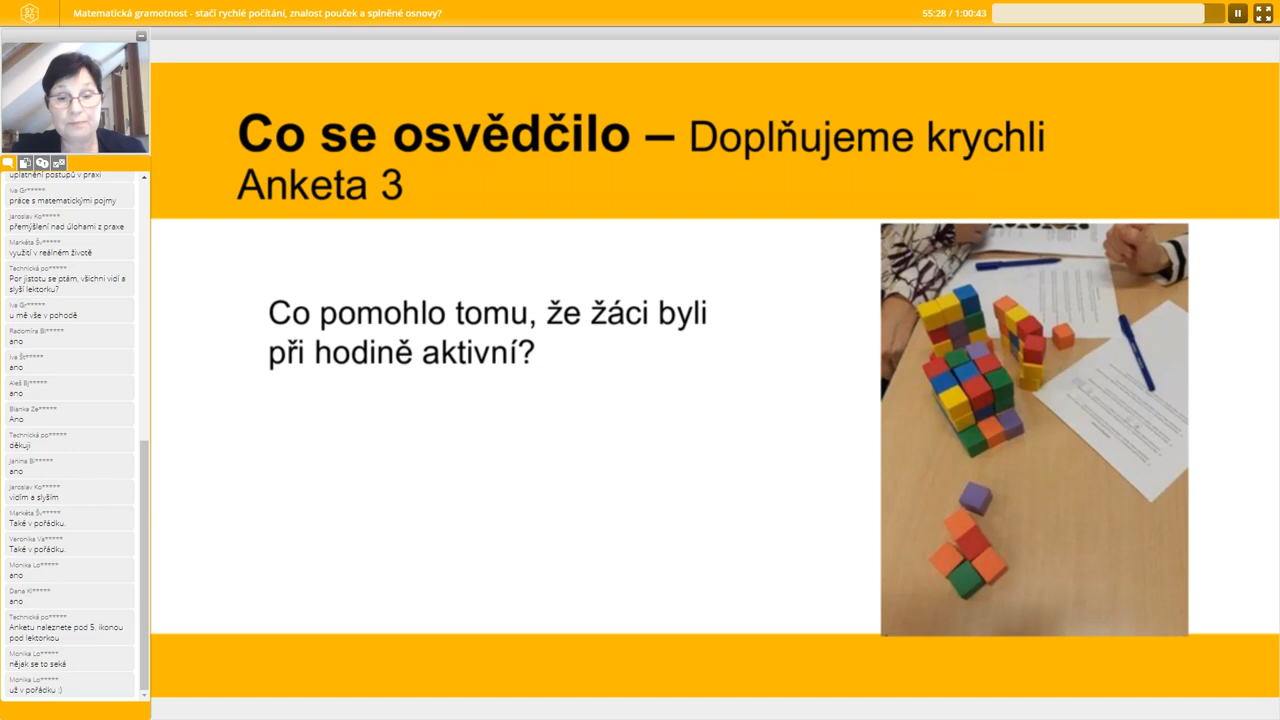 Matematická gramotnost - stačí rychlé počítání, znalost pouček a splněné osnovy?
55:28 / 1:00:43
Co se osvědčilo – Doplňujeme krychli
Anketa 3
Co pomohlo tomu, že žáci byli
při hodině aktivní?
uplatnění postupů v praxi
Iva Gr*****
práce s matematickými pojmy
Jaroslav Ko*****
přemýšlení nad úlohami z praxe
Markéta Šv*****
využití v reálném životě
Technická po*****
Por jistotu se ptám, všichni vidí a
slyší lektorku?
Iva Gr*****
u mě vše v pohodě
Radomíra Bl*****
ano
Iva Št*****
ano
Aleš Bj*****
ano
Blanka Ze*****
Ano
Technická po*****
děkuji
Janina Bl*****
ano
Jaroslav Ko*****
vidím a slyším
Markéta Šv*****
Také v pořádku.
Veronika Va*****
Také v pořádku.
Monika Lo*****
ano
Dana Kl*****
ano
Technická po*****
Anketu naleznete pod 5. ikonou
pod lektorkou
Monika Lo*****
nějak se to seká
Monika Lo*****
už v pořádku :)